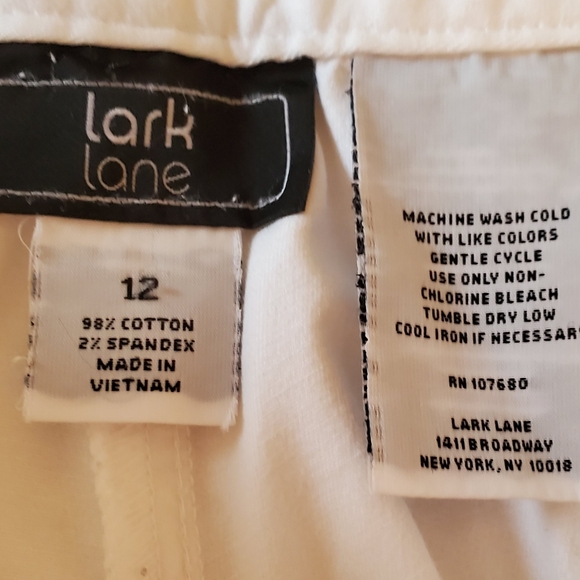 lark
lane
12
98% COTTON
2% SPANDEX
MADE IN
VIETNAM
MACHINE WASH COLD
WITH LIKE COLORS
GENTLE CYCLE
USE ONLY NON-
CHLORINE BLEACH
TUMBLE DRY LOW
COOL IRON IF NECESSAR
RN 107680
LARK LANE
1411 BROADWAY
NEW YORK, NY 10018